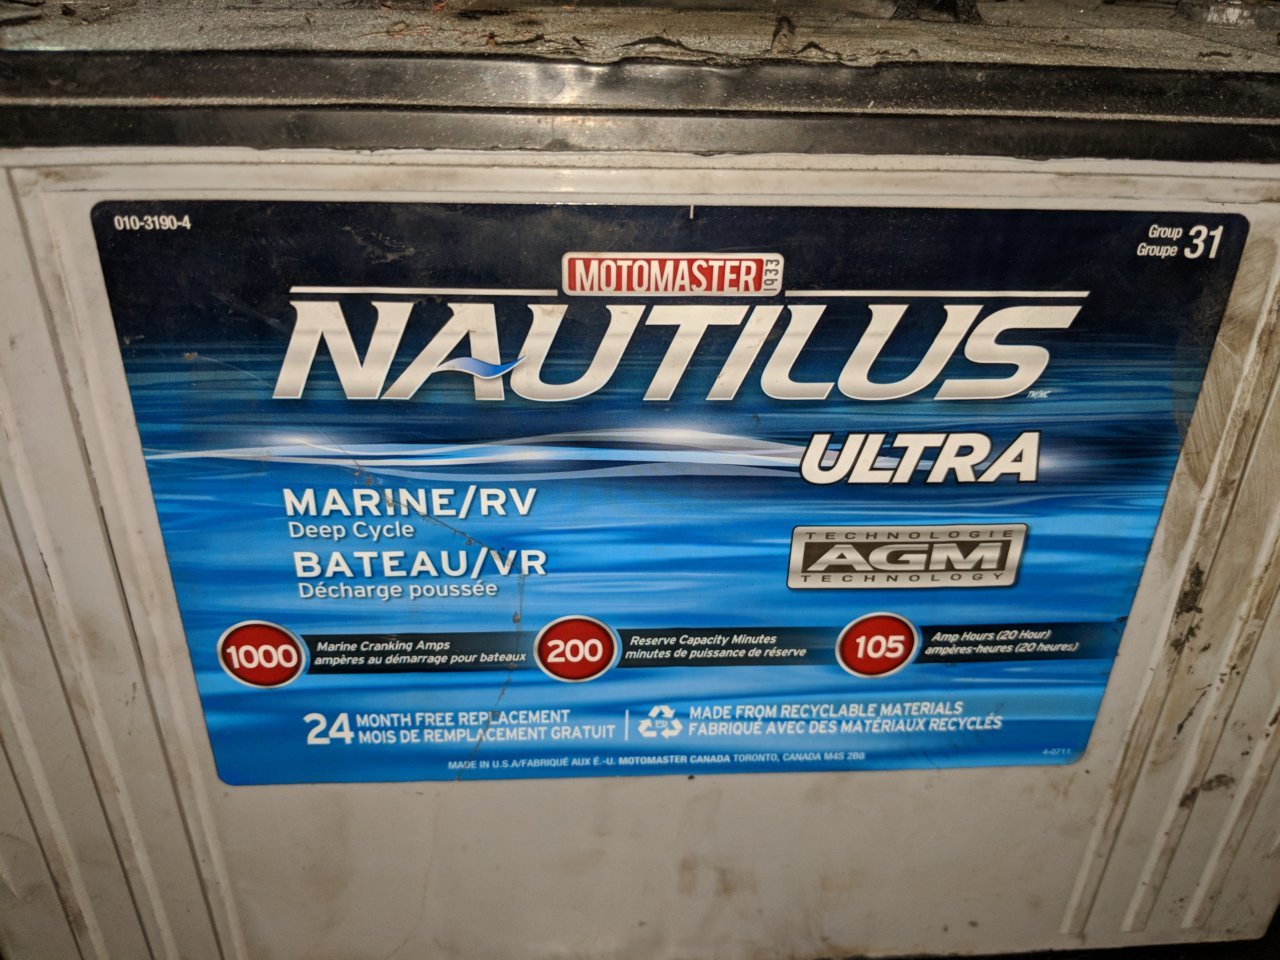 010-3190-4
Group 31
Groupe
MOTOMASTER 1933
NAUTILUS
TM/MC
ULTRA
MARINE/RV
Deep Cycle
BATEAU/VR
Décharge poussée
TECHNOLOGIE
AGM
TECHNOLOGY
1000 Marine Cranking Amps
ampères au démarrage pour bateaux
200 Reserve Capacity Minutes
minutes de puissance de réserve
105 Amp Hours (20 Hour)
ampères-heures (20 heures)
24 MONTH FREE REPLACEMENT
MOIS DE REMPLACEMENT GRATUIT
MADE FROM RECYCLABLE MATERIALS
FABRIQUÉ AVEC DES MATÉRIAUX RECYCLÉS
MADE IN U.S.A/FABRIQUÉ AUX É.-U. MOTOMASTER CANADA TORONTO, CANADA M4S 2B8
4-0711